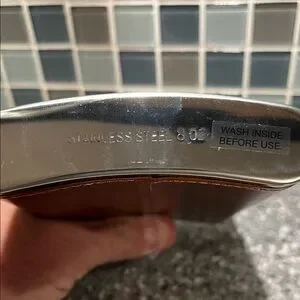 STAINLESS STEEL 8 OZ
WASH INSIDE
BEFORE USE.